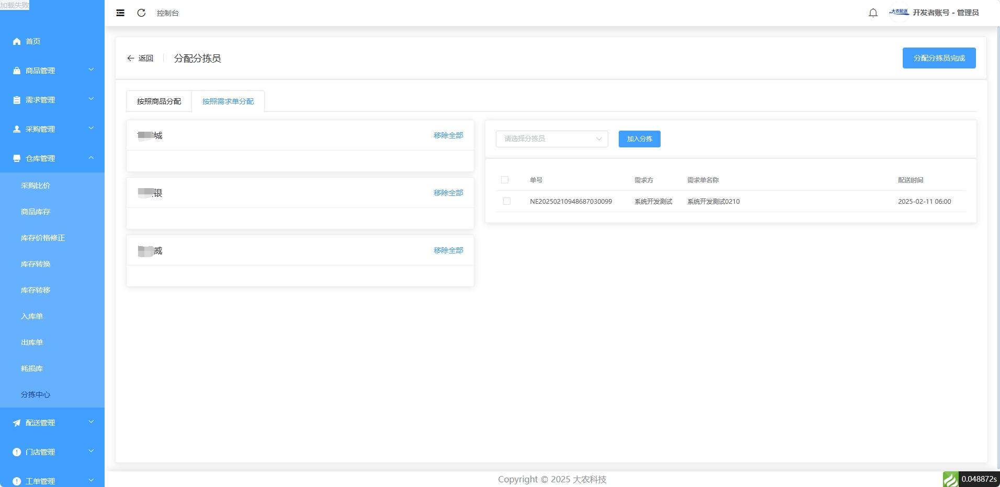 加载失败
控制台
大农配送
开发者账号 - 管理员
首页
商品管理
需求管理
采购管理
仓库管理
采购比价
商品库存
库存价格修正
库存转换
库存转移
入库单
出库单
耗损库
分拣中心
配送管理
门店管理
工单管理
返回
分配分拣员
分配分拣员完成
按照商品分配
按照需求单分配
城
移除全部
银
移除全部
威
移除全部
请选择分拣员
加入分拣
单号 需求方 需求单名称 配送时间
NE20250210948687030099 系统开发测试 系统开发测试0210 2025-02-11 06:00
Copyright © 2025 大农科技
0.048872s